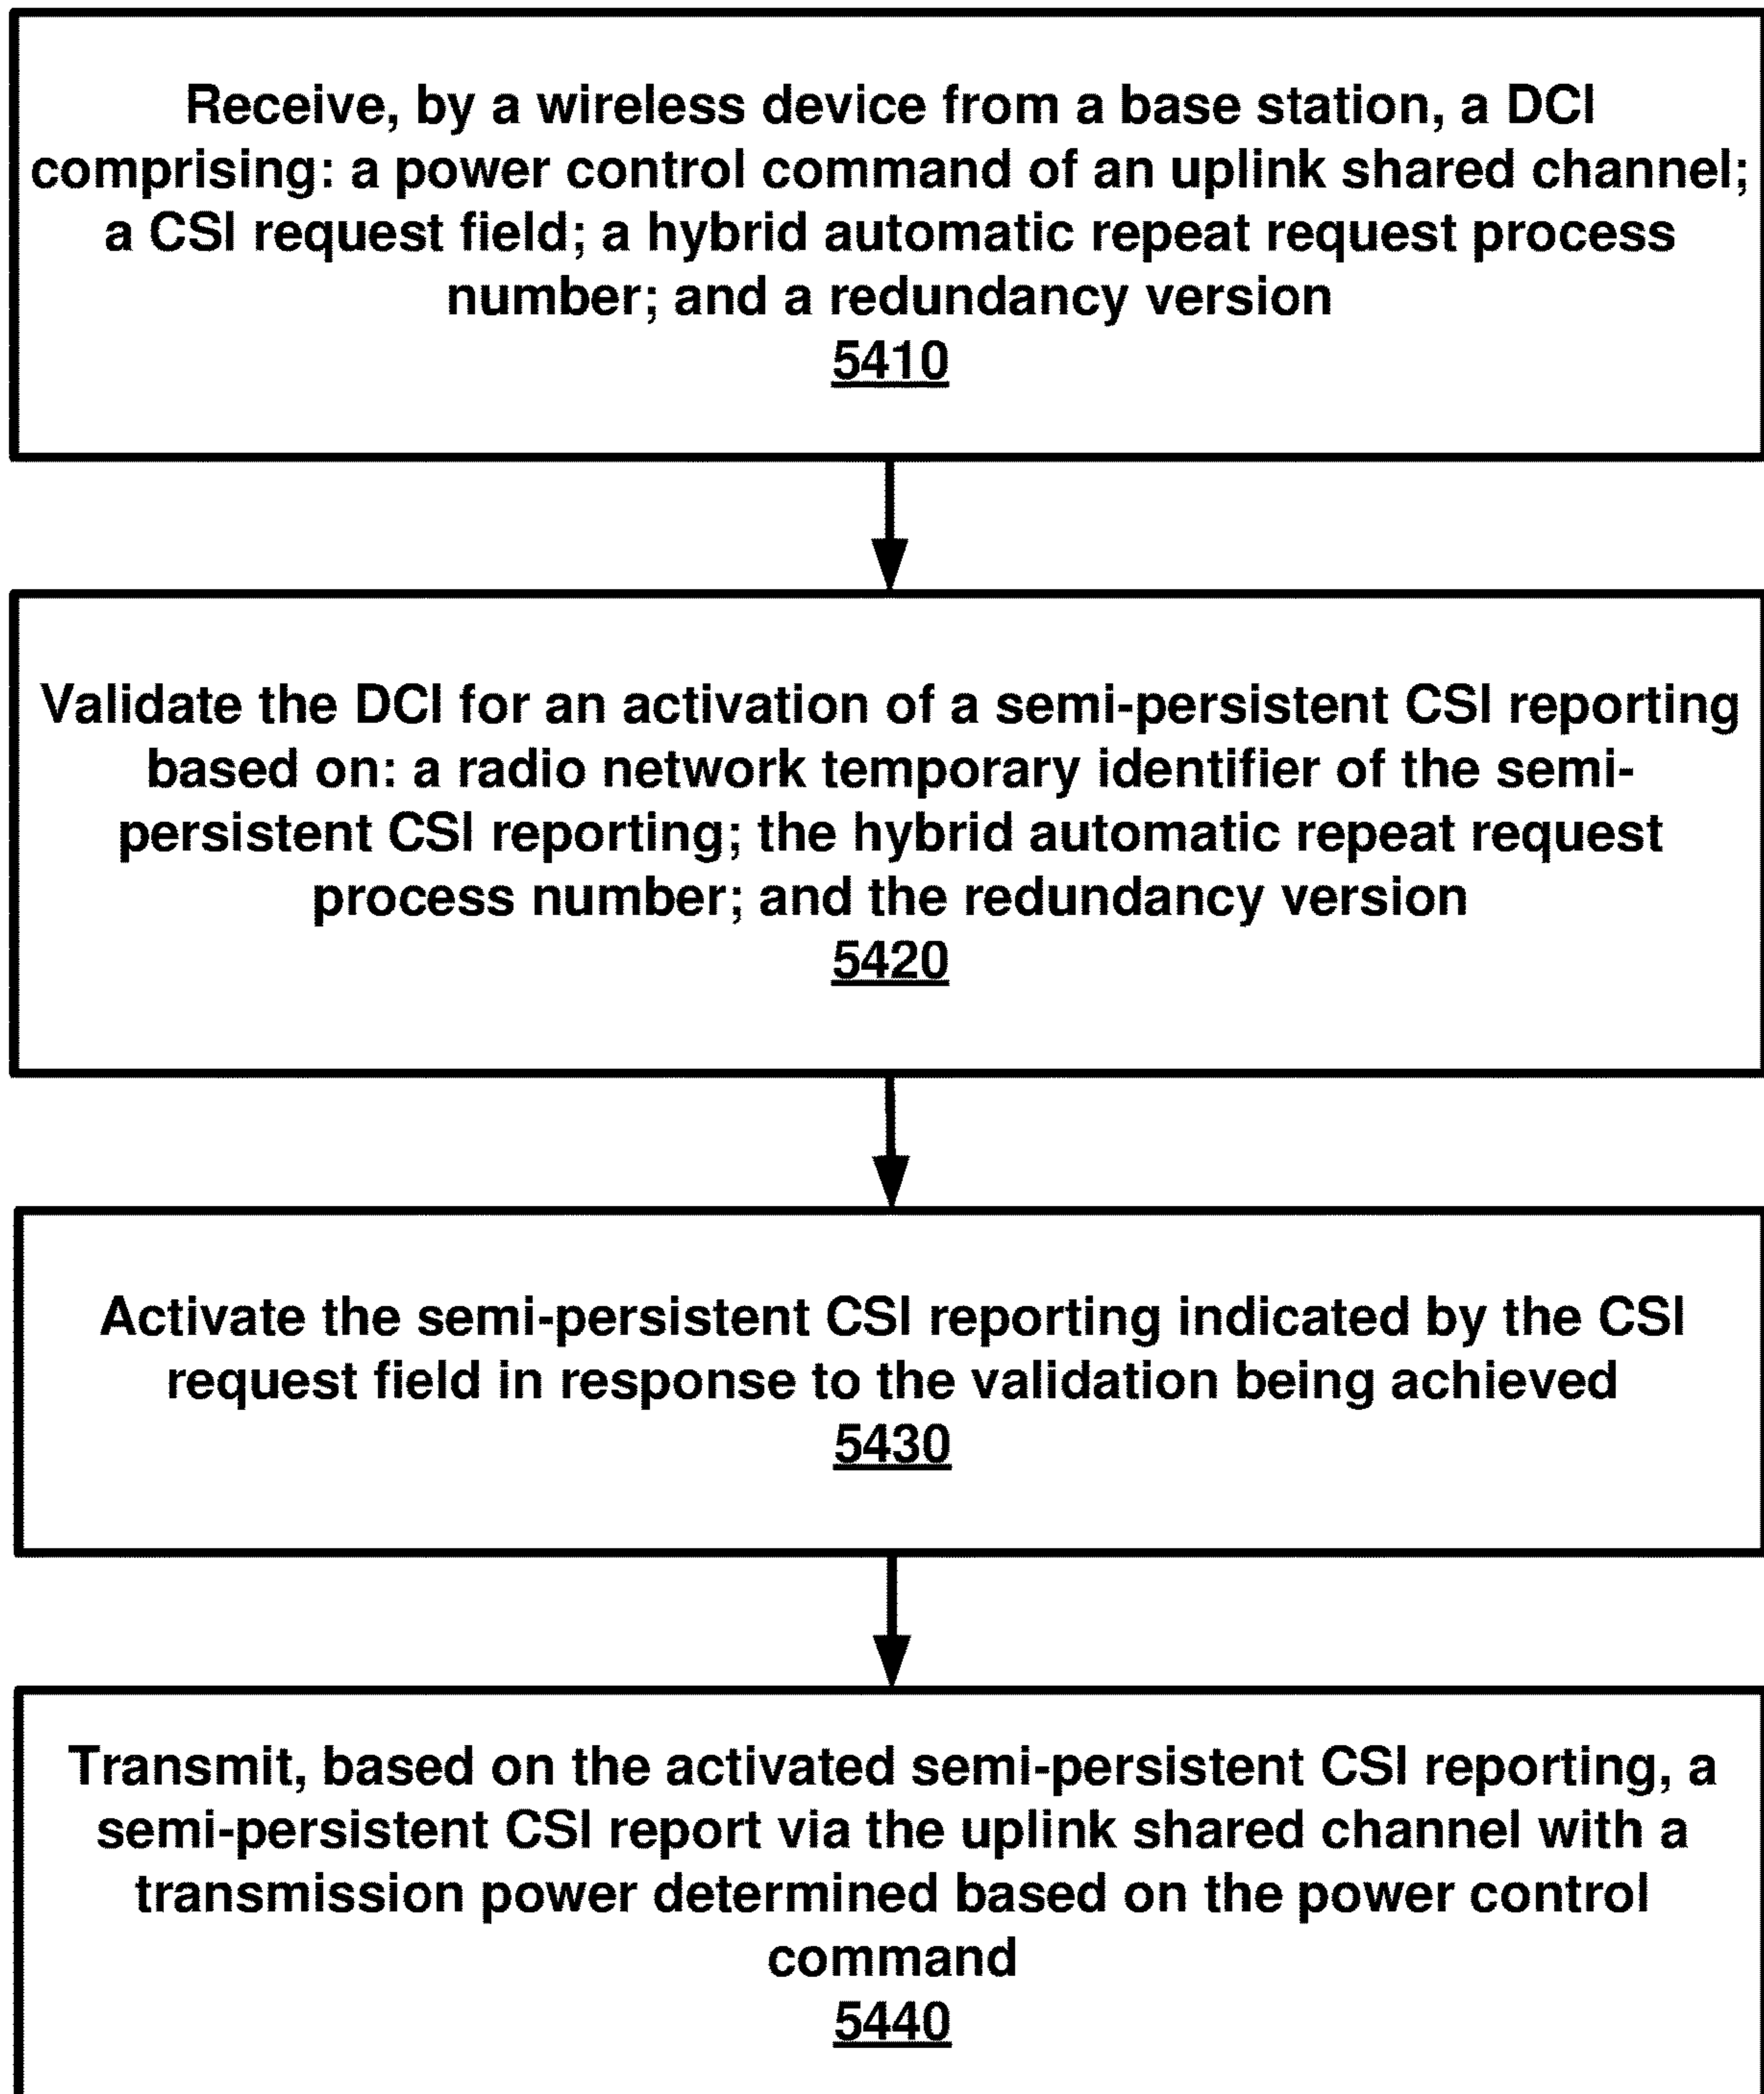 Receive, by a wireless device from a base station, a DCI
comprising: a power control command of an uplink shared channel;
a CSI request field; a hybrid automatic repeat request process
number; and a redundancy version
5410
Validate the DCI for an activation of a semi-persistent CSI reporting
based on: a radio network temporary identifier of the semi-
persistent CSI reporting; the hybrid automatic repeat request
process number; and the redundancy version
5420
Activate the semi-persistent CSI reporting indicated by the CSI
request field in response to the validation being achieved
5430
Transmit, based on the activated semi-persistent CSI reporting, a
semi-persistent CSI report via the uplink shared channel with a
transmission power determined based on the power control
command
5440